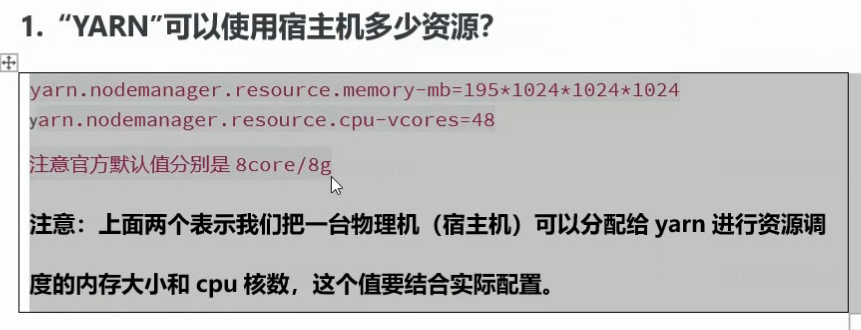 1. “YARN”可以使用宿主机多少资源？
yarn.nodemanager.resource.memory-mb=195*1024*1024*1024
yarn.nodemanager.resource.cpu-vcores=48
注意官方默认值分别是 8core/8g
注意：上面两个表示我们把一台物理机（宿主机）可以分配给 yarn 进行资源调
度的内存大小和 cpu 核数，这个值要结合实际配置。